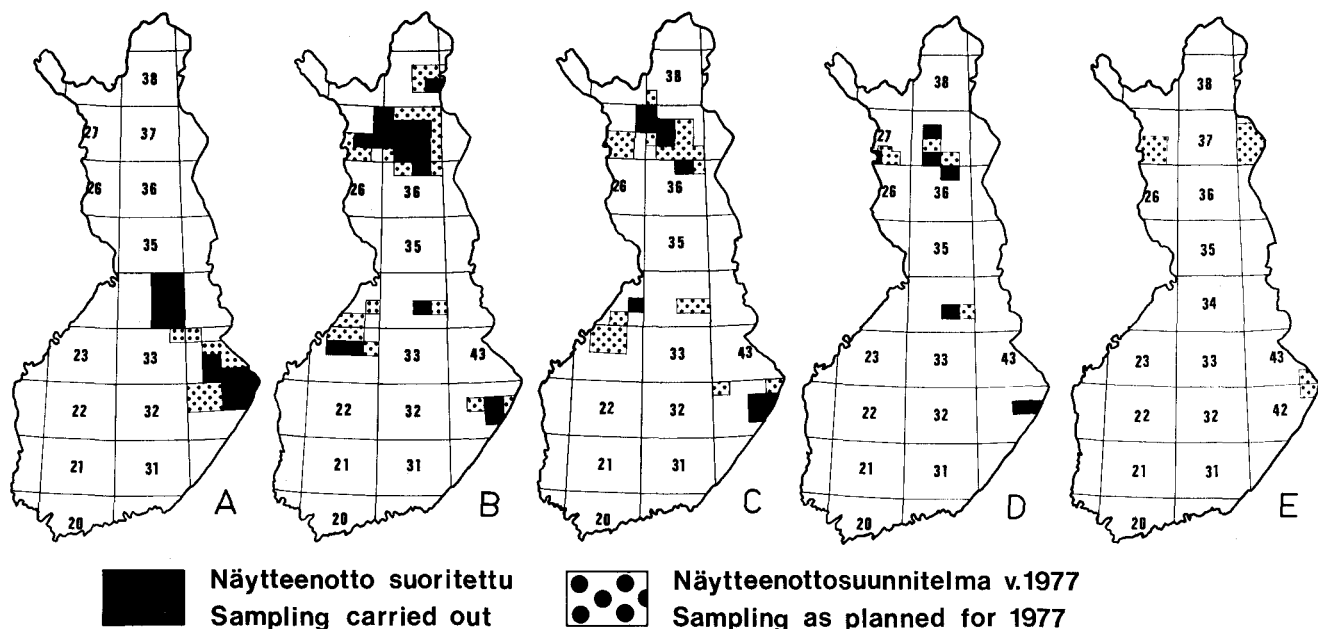 38 38 38 38 38
27 37 27 27 37
26 36 26 36 26 36 26 36 26 36
35 35 35 35 35
34
23 33 33 43 33 43 23 33 43 23 33 43
22 32 22 32 22 32 22 32 22 32 42
21 31 21 31 21 31 21 31 21 31
20 20 20 20 20
A B C D E
Näytteenotto suoritettu
Sampling carried out
Näytteenottosuunnitelma v.1977
Sampling as planned for 1977